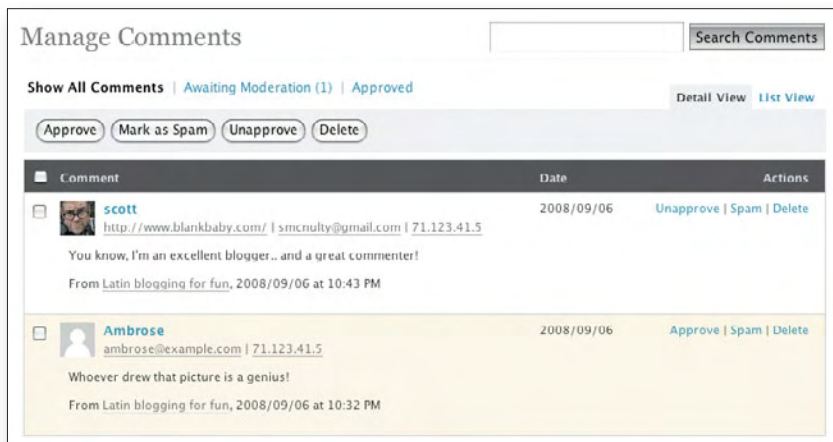 Manage Comments
Search Comments
Show All Comments | Awaiting Moderation (1) | Approved
Detail View List View
Approve Mark as Spam Unapprove Delete
Comment Date Actions
scott 2008/09/06 Unapprove | Spam | Delete
http://www.blankbaby.com/ | smcnulty@gmail.com | 71.123.41.5
You know, I'm an excellent blogger.. and a great commenter!
From Latin blogging for fun, 2008/09/06 at 10:43 PM
Ambrose 2008/09/06 Approve | Spam | Delete
ambrose@example.com | 71.123.41.5
Whoever drew that picture is a genius!
From Latin blogging for fun, 2008/09/06 at 10:32 PM